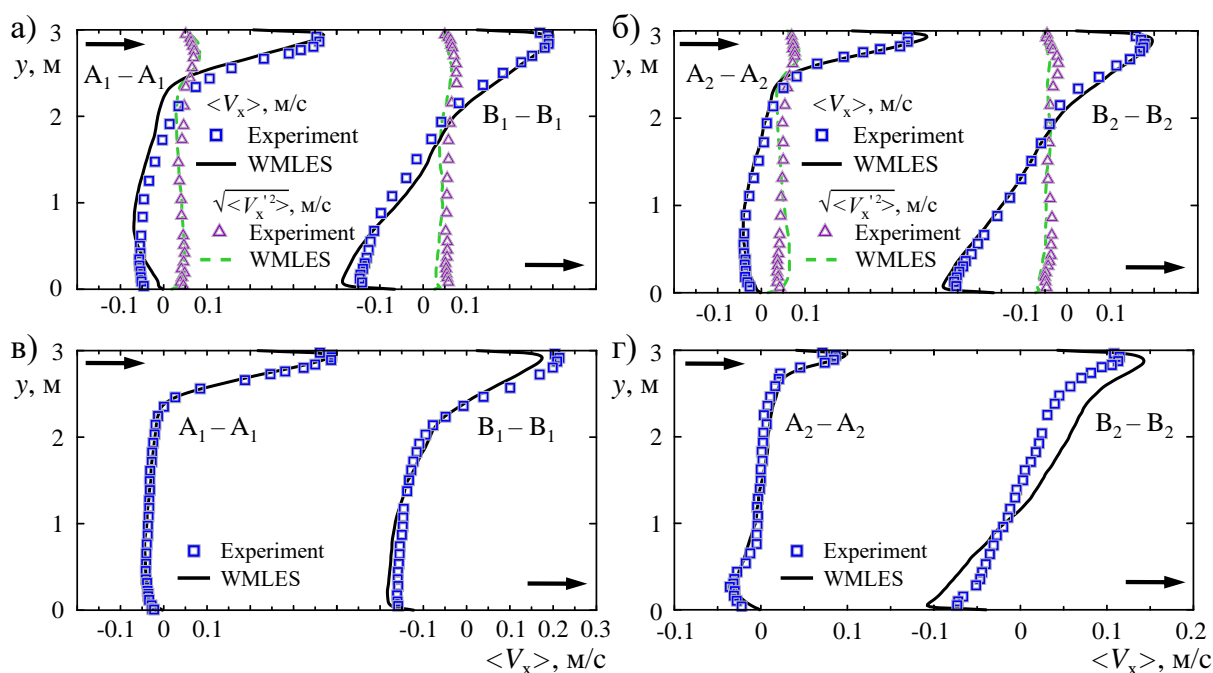 а)
3
2
1
0
y, м
A₁ – A₁
B₁ – B₁
<Vₓ>, м/с
Experiment
WMLES
√<Vₓ'²>, м/с
Experiment
WMLES
-0.1 0 0.1 -0.1 0 0.1
б)
3
2
1
0
y, м
A₂ – A₂
B₂ – B₂
<Vₓ>, м/с
Experiment
WMLES
√<Vₓ'²>, м/с
Experiment
WMLES
-0.1 0 0.1 -0.1 0 0.1
в)
3
2
1
0
y, м
A₁ – A₁
B₁ – B₁
Experiment
WMLES
-0.1 0 0.1 -0.1 0 0.1 0.2 0.3
<Vₓ>, м/с
г)
3
2
1
0
y, м
A₂ – A₂
B₂ – B₂
Experiment
WMLES
-0.1 0 0.1 -0.1 0 0.1 0.2
<Vₓ>, м/с